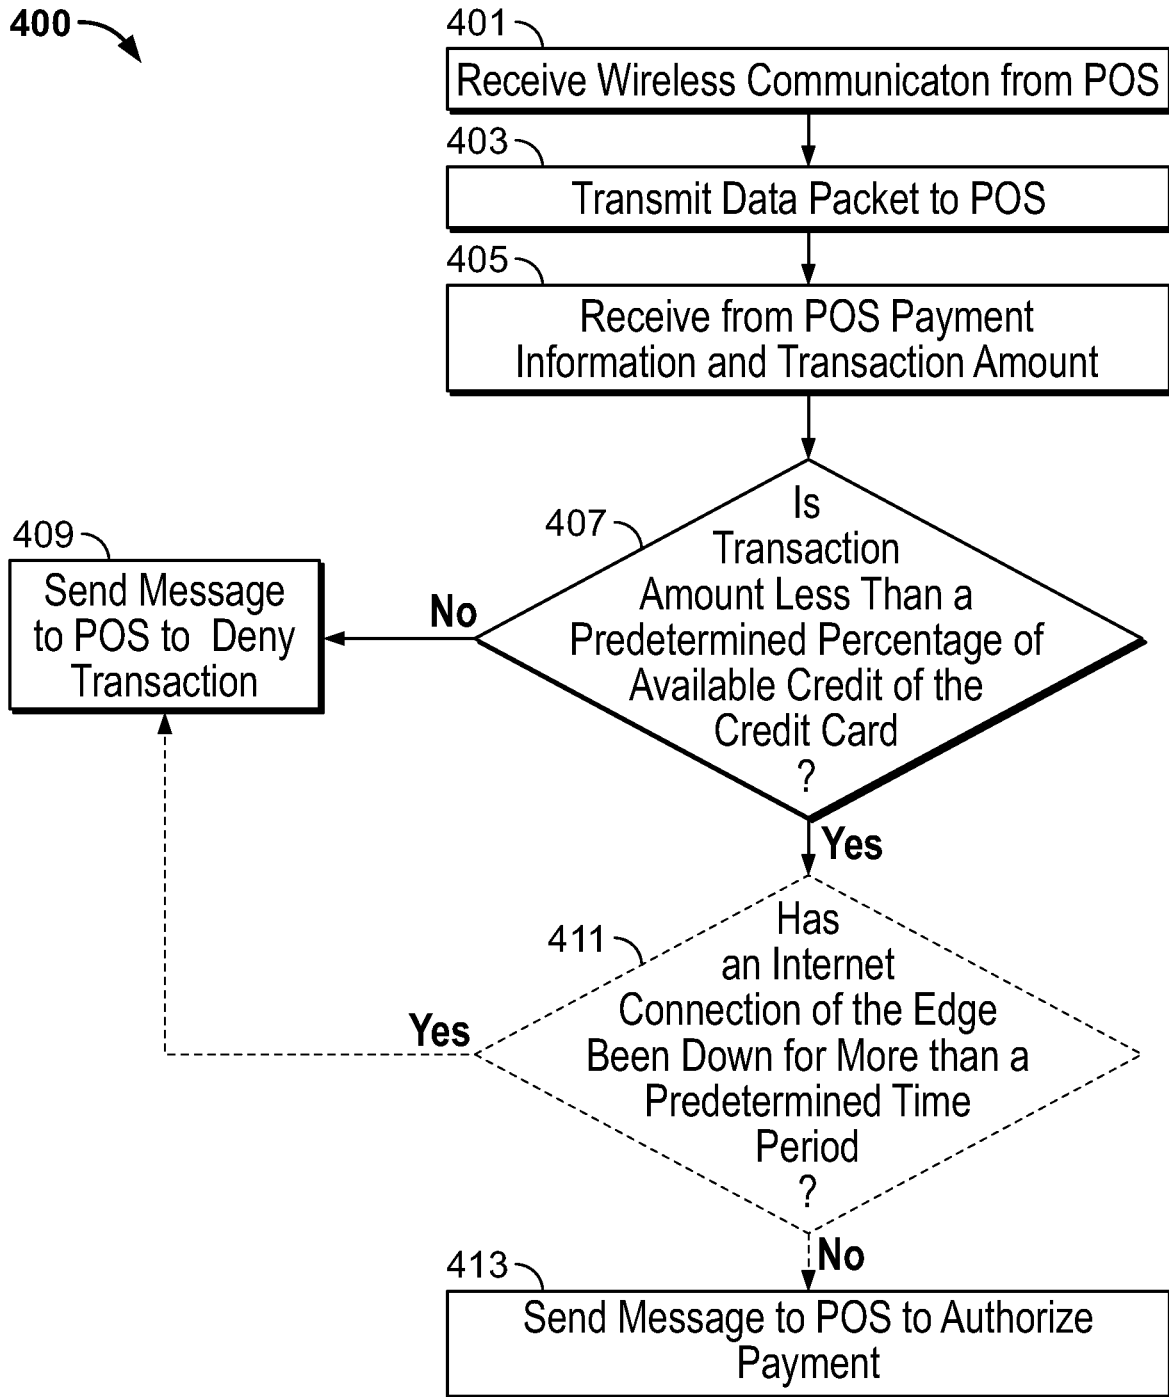 400
401
Receive Wireless Communicaton from POS
403
Transmit Data Packet to POS
405
Receive from POS Payment
Information and Transaction Amount
407
Is
Transaction
Amount Less Than a
Predetermined Percentage of
Available Credit of the
Credit Card
?
No
409
Send Message
to POS to Deny
Transaction
Yes
411
Has
an Internet
Connection of the Edge
Been Down for More than a
Predetermined Time
Period
?
Yes
No
413
Send Message to POS to Authorize
Payment